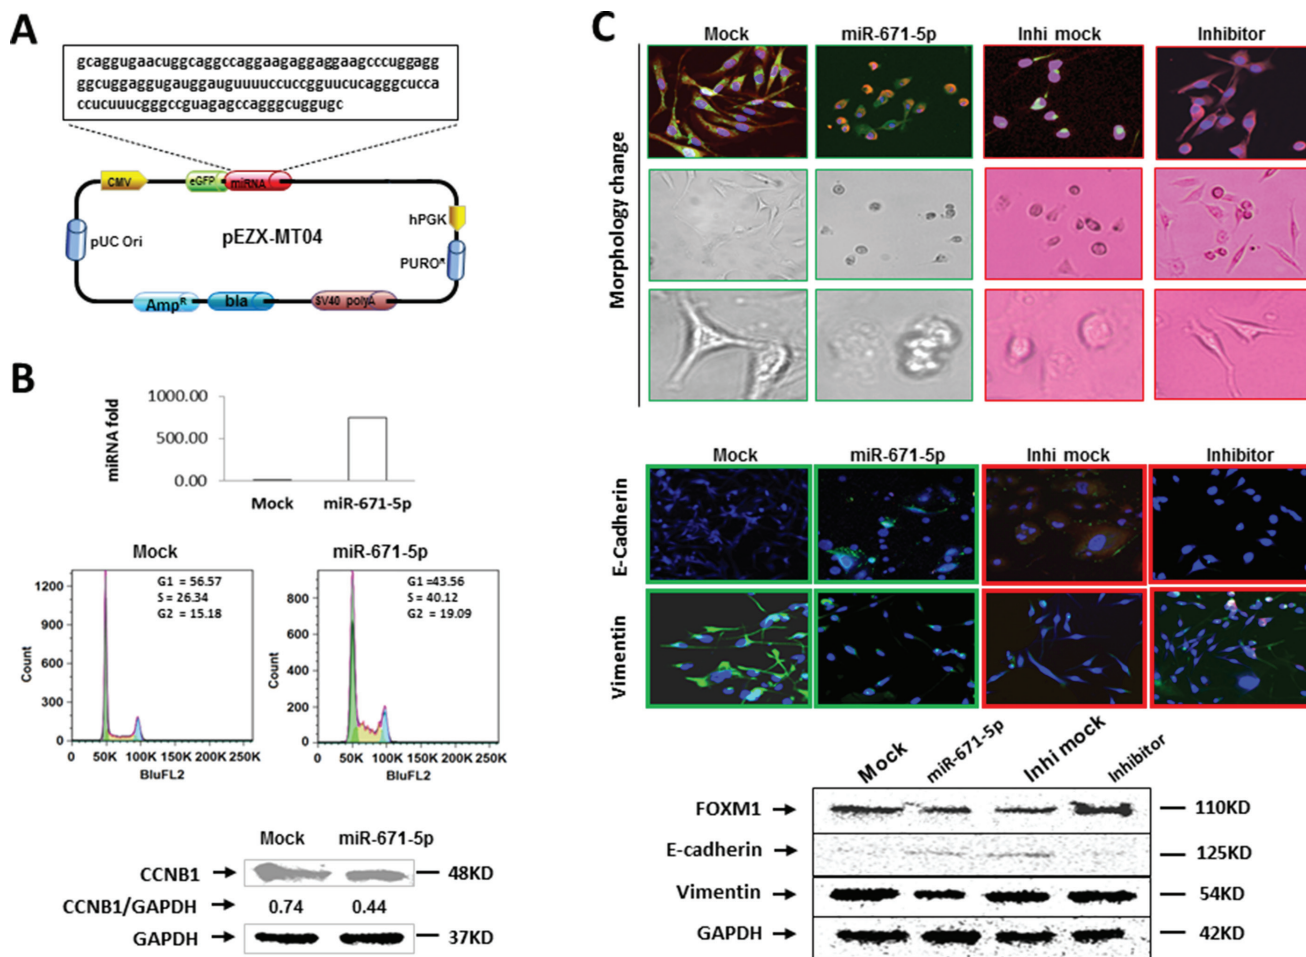 A
gcaggugaacuggcaggccaggaagaggaggaagcccuggagg
ggcuggaggugauggauguuuuccuccgguucucagggcucca
ccucuuucgggccguagagccagggcuggugc
CMV
eGFP
miRNA
hPGK
pUC Ori
pEZX-MT04
PUROR
AmpR
bla
SV40 polyA
B
miRNA fold
1000.00
500.00
0.00
Mock miR-671-5p
Mock
G1 = 56.57
S = 26.34
G2 = 15.18
Count
1200
900
600
300
0
0 50K 100K 150K 200K 250K
BluFL2
miR-671-5p
G1 =43.56
S = 40.12
G2 = 19.09
Count
800
600
400
200
0
0 50K 100K 150K 200K 250K
BluFL2
Mock miR-671-5p
CCNB1 48KD
CCNB1/GAPDH 0.74 0.44
GAPDH 37KD
C
Mock miR-671-5p Inhi mock Inhibitor
Morphology change
Mock miR-671-5p Inhi mock Inhibitor
E-Cadherin
Vimentin
Mock miR-671-5p Inhi mock Inhibitor
FOXM1 110KD
E-cadherin 125KD
Vimentin 54KD
GAPDH 42KD